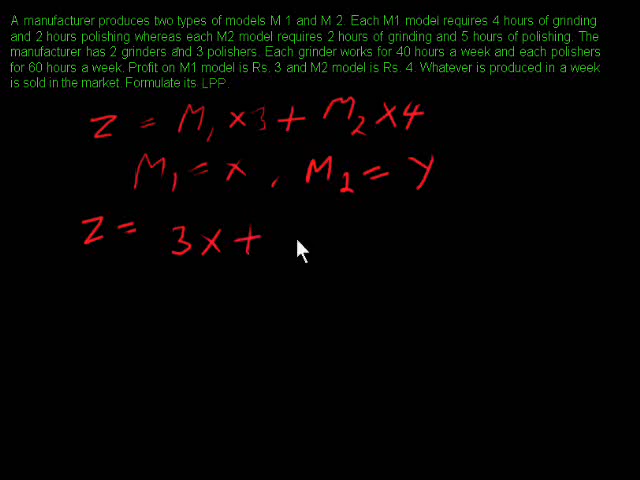 A manufacturer produces two types of models M 1 and M 2. Each M1 model requires 4 hours of grinding
and 2 hours polishing whereas each M2 model requires 2 hours of grinding and 5 hours of polishing. The
manufacturer has 2 grinders and 3 polishers. Each grinder works for 40 hours a week and each polishers
for 60 hours a week. Profit on M1 model is Rs. 3 and M2 model is Rs. 4. Whatever is produced in a week
is sold in the market. Formulate its LPP.
z = M₁ x 3 + M₂ x 4
M₁ = x , M₂ = y
z = 3x +